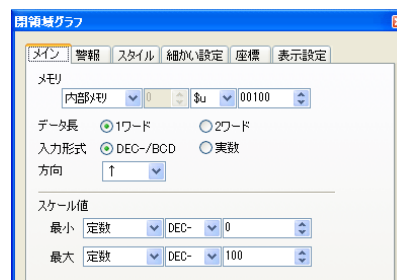 閉領域グラフ
メイン 警報 スタイル 細かい設定 座標 表示設定
メモリ
内部メモリ 0 $u 00100
データ長 1ワード 2ワード
入力形式 DEC-/BCD 実数
方向 ↑
スケール値
最小 定数 DEC- 0
最大 定数 DEC- 100